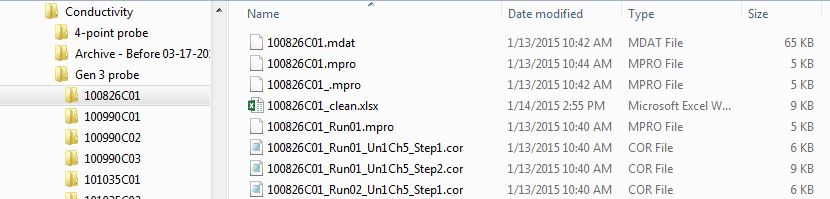 Conductivity
4-point probe
Archive - Before 03-17-20
Gen 3 probe
100826C01
100990C01
100990C02
100990C03
101035C01
101035C02
Name Date modified Type Size
100826C01.mdat 1/13/2015 10:42 AM MDAT File 65 KB
100826C01.mpro 1/13/2015 10:44 AM MPRO File 5 KB
100826C01_.mpro 1/13/2015 10:42 AM MPRO File 5 KB
100826C01_clean.xlsx 1/14/2015 2:55 PM Microsoft Excel W... 9 KB
100826C01_Run01.mpro 1/13/2015 10:40 AM MPRO File 5 KB
100826C01_Run01_Un1Ch5_Step1.cor 1/13/2015 10:40 AM COR File 6 KB
100826C01_Run01_Un1Ch5_Step2.cor 1/13/2015 10:40 AM COR File 9 KB
100826C01_Run02_Un1Ch5_Step1.cor 1/13/2015 10:40 AM COR File 6 KB